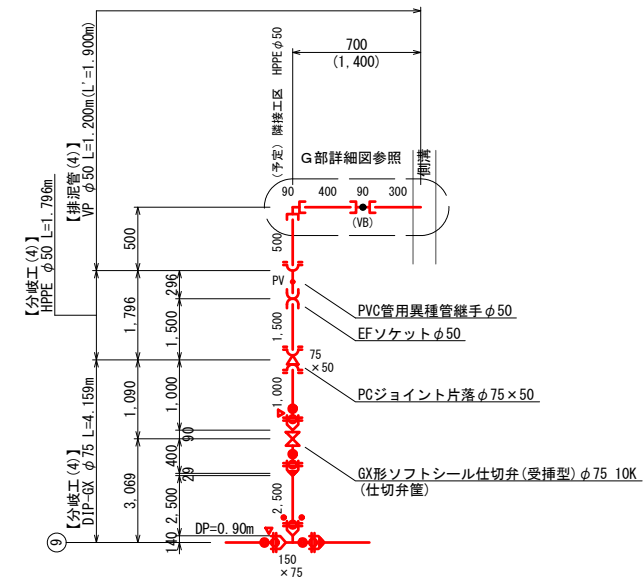 700
(1,400)
【排泥管(4)】
VP φ50 L=1.200m(L'=1.900m)
(予定) 隣接工区 HPPEφ50
G部詳細図参照
側溝
90 400 90 300
(VB)
【分岐工(4)】
HPPE φ50 L=1.796m
500
500
PV
296
1,796
1,500
1,500
PVC管用異種管継手φ50
EFソケットφ50
75
×50
PCジョイント片落φ75×50
【分岐工(4)】
DIP-GX φ75 L=4.159m
1,090
1,000
1,000
90
400
29
3,069
2,500
2,500
GX形ソフトシール仕切弁(受挿型)φ75 10K
(仕切弁筐)
DP=0.90m
140
9
150
×75